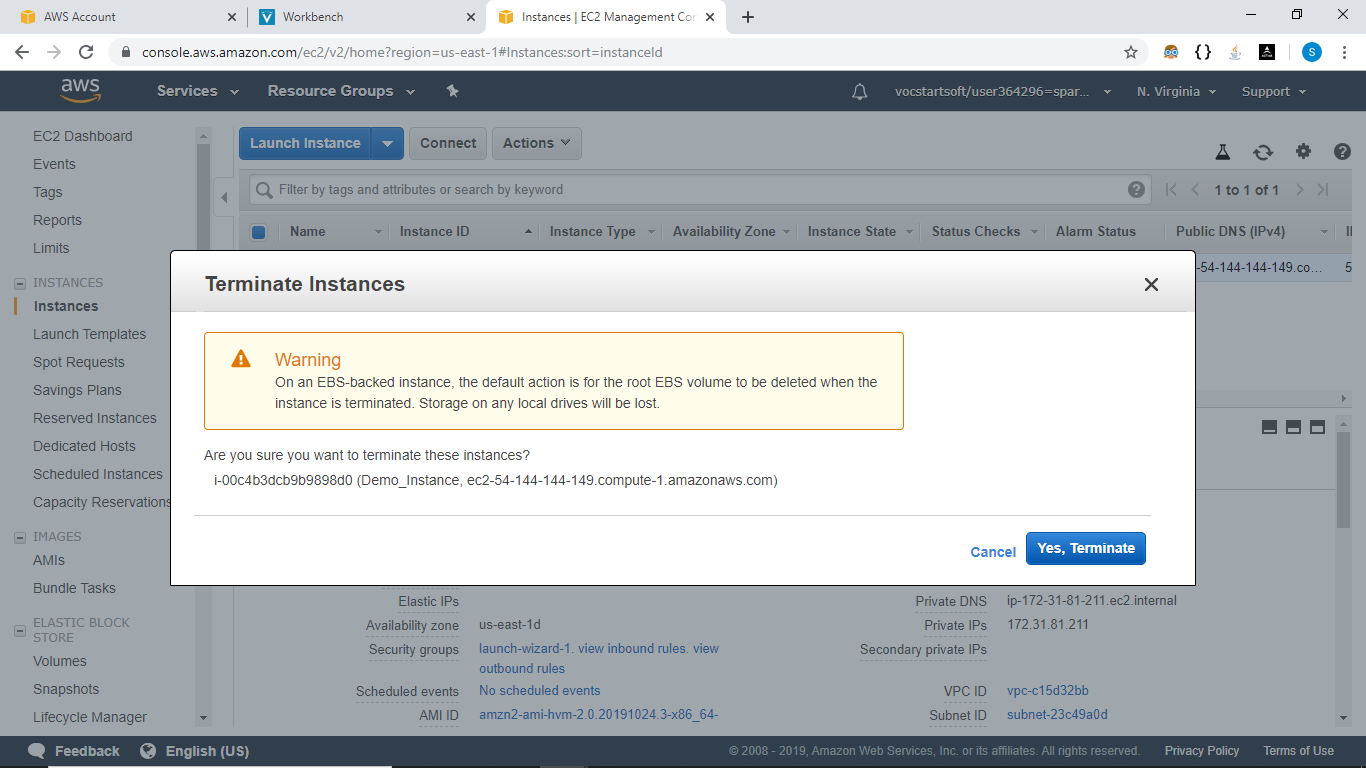 AWS Account
Workbench
Instances | EC2 Management Cor
console.aws.amazon.com/ec2/v2/home?region=us-east-1#Instances:sort=instanceId
S
aws
Services
Resource Groups
vocstartsoft/user364296=spar...
N. Virginia
Support
EC2 Dashboard
Events
Tags
Reports
Limits
INSTANCES
Instances
Launch Templates
Spot Requests
Savings Plans
Reserved Instances
Dedicated Hosts
Scheduled Instances
Capacity Reservations
IMAGES
AMIs
Bundle Tasks
ELASTIC BLOCK
STORE
Volumes
Snapshots
Lifecycle Manager
Launch Instance
Connect
Actions
Filter by tags and attributes or search by keyword
1 to 1 of 1
Name
Instance ID
Instance Type
Availability Zone
Instance State
Status Checks
Alarm Status
Public DNS (IPv4)
-54-144-144-149.co...
5
Terminate Instances
Warning
On an EBS-backed instance, the default action is for the root EBS volume to be deleted when the
instance is terminated. Storage on any local drives will be lost.
Are you sure you want to terminate these instances?
i-00c4b3dcb9b9898d0 (Demo_Instance, ec2-54-144-144-149.compute-1.amazonaws.com)
Cancel
Yes, Terminate
Elastic IPs
Availability zone us-east-1d
Security groups launch-wizard-1. view inbound rules. view
outbound rules
Scheduled events No scheduled events
AMI ID amzn2-ami-hvm-2.0.20191024.3-x86_64-
Private DNS ip-172-31-81-211.ec2.internal
Private IPs 172.31.81.211
Secondary private IPs
VPC ID vpc-c15d32bb
Subnet ID subnet-23c49a0d
Feedback
English (US)
© 2008 - 2019, Amazon Web Services, Inc. or its affiliates. All rights reserved.
Privacy Policy
Terms of Use